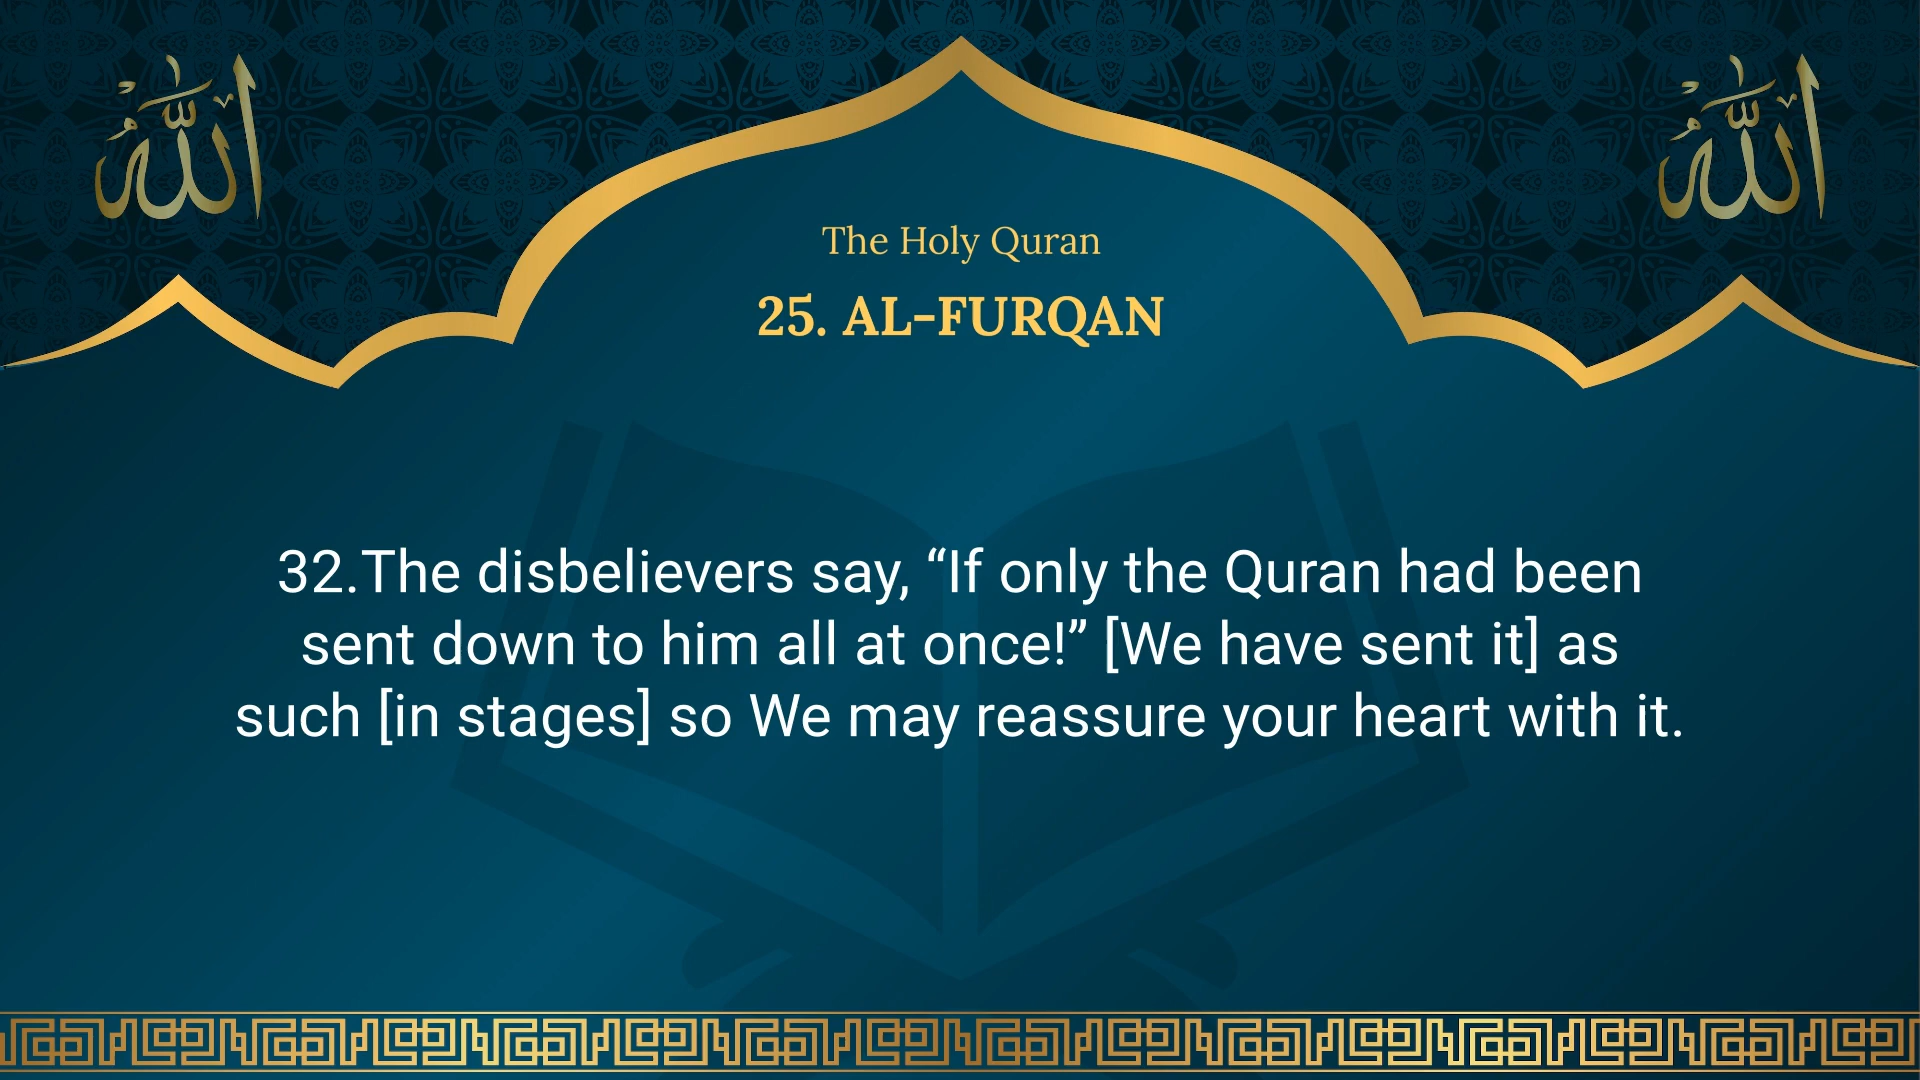 الله
الله
The Holy Quran
25. AL-FURQAN
32.The disbelievers say, “If only the Quran had been
sent down to him all at once!” [We have sent it] as
such [in stages] so We may reassure your heart with it.